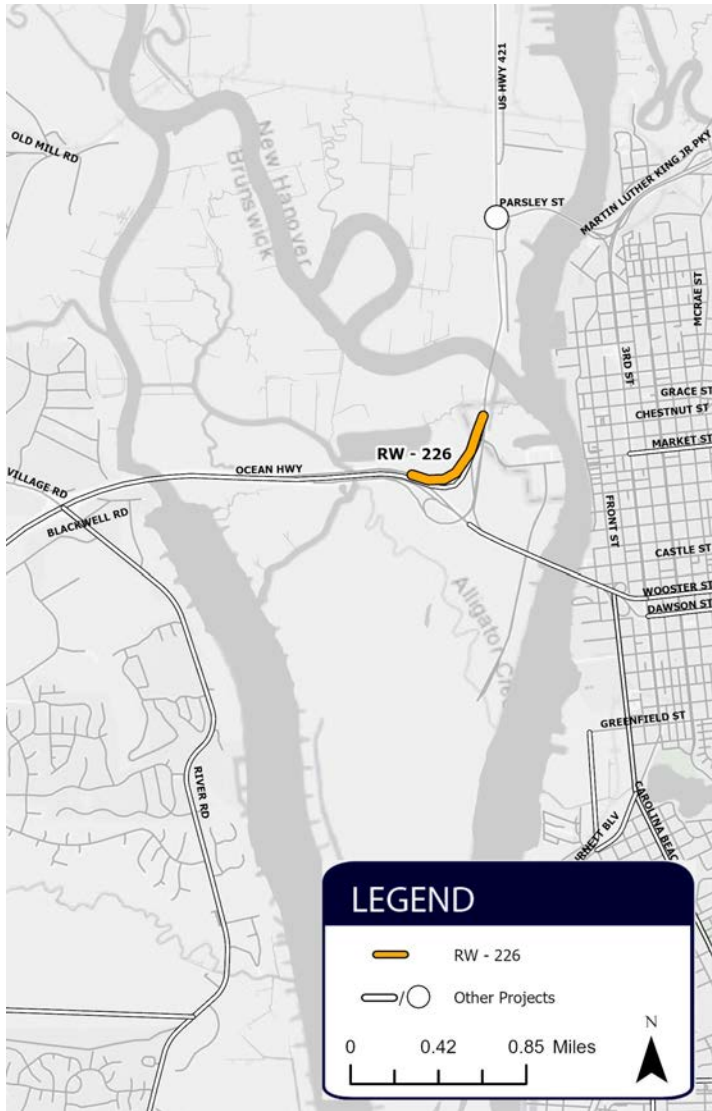 US HWY 421
OLD MILL RD
New Hanover
Brunswick
PARSLEY ST
MARTIN LUTHER KING JR PKY
MCRAE ST
3RD ST
GRACE ST
CHESTNUT ST
MARKET ST
RW - 226
OCEAN HWY
VILLAGE RD
BLACKWELL RD
FRONT ST
CASTLE ST
WOOSTER ST
DAWSON ST
Alligator Cre
GREENFIELD ST
RIVER RD
CAROLINA BEAC
URNETT BLV
LEGEND
RW - 226
Other Projects
0 0.42 0.85 Miles
N